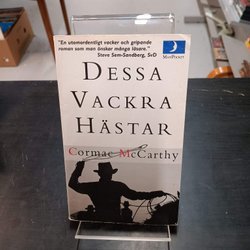 "En utomordentligt vacker och gripande
roman som man önskar många läsare."
Steve Sem-Sandberg, SvD
MånPocket
DESSA
VACKRA
HÄSTAR
Cormac McCarthy